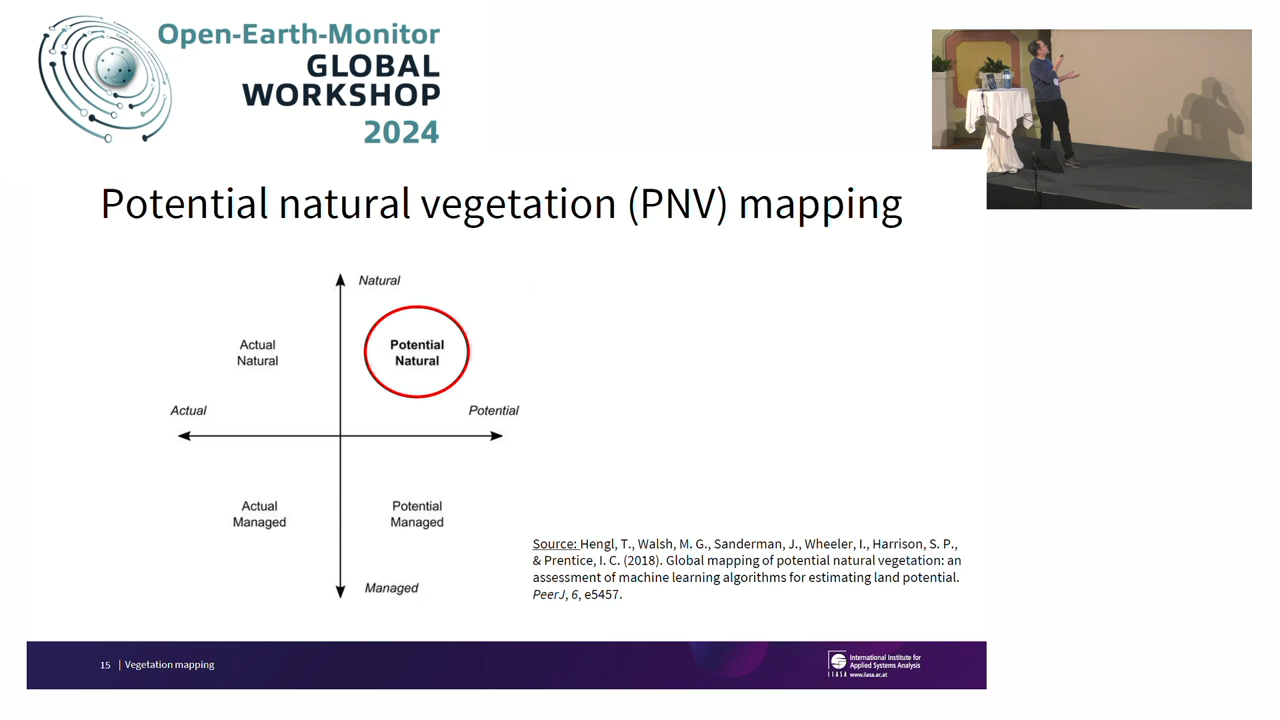 Open-Earth-Monitor
GLOBAL
WORKSHOP
2024
Potential natural vegetation (PNV) mapping
Natural
Actual
Natural
Potential
Natural
Actual
Potential
Actual
Managed
Potential
Managed
Managed
Source: Hengl, T., Walsh, M. G., Sanderman, J., Wheeler, I., Harrison, S. P.,
& Prentice, I. C. (2018). Global mapping of potential natural vegetation: an
assessment of machine learning algorithms for estimating land potential.
PeerJ, 6, e5457.
15 | Vegetation mapping
IIASA
International Institute for
Applied Systems Analysis
www.iiasa.ac.at